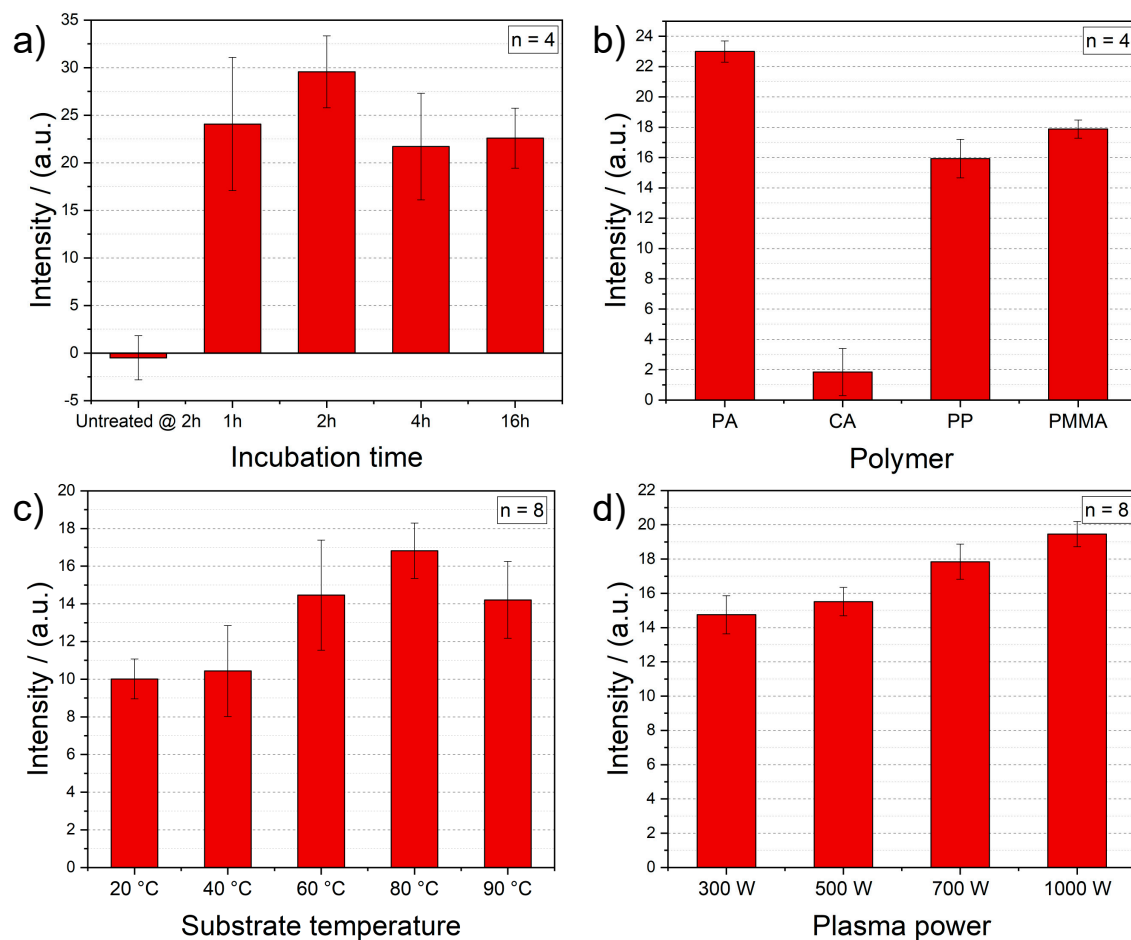 a)
n = 4
Intensity / (a.u.)
35
30
25
20
15
10
5
0
-5
Untreated @ 2h 1h 2h 4h 16h
Incubation time
b)
n = 4
Intensity / (a.u.)
24
22
20
18
16
14
12
10
8
6
4
2
0
PA CA PP PMMA
Polymer
c)
n = 8
Intensity / (a.u.)
20
18
16
14
12
10
8
6
4
2
0
20 °C 40 °C 60 °C 80 °C 90 °C
Substrate temperature
d)
n = 8
Intensity / (a.u.)
22
20
18
16
14
12
10
8
6
4
2
0
300 W 500 W 700 W 1000 W
Plasma power